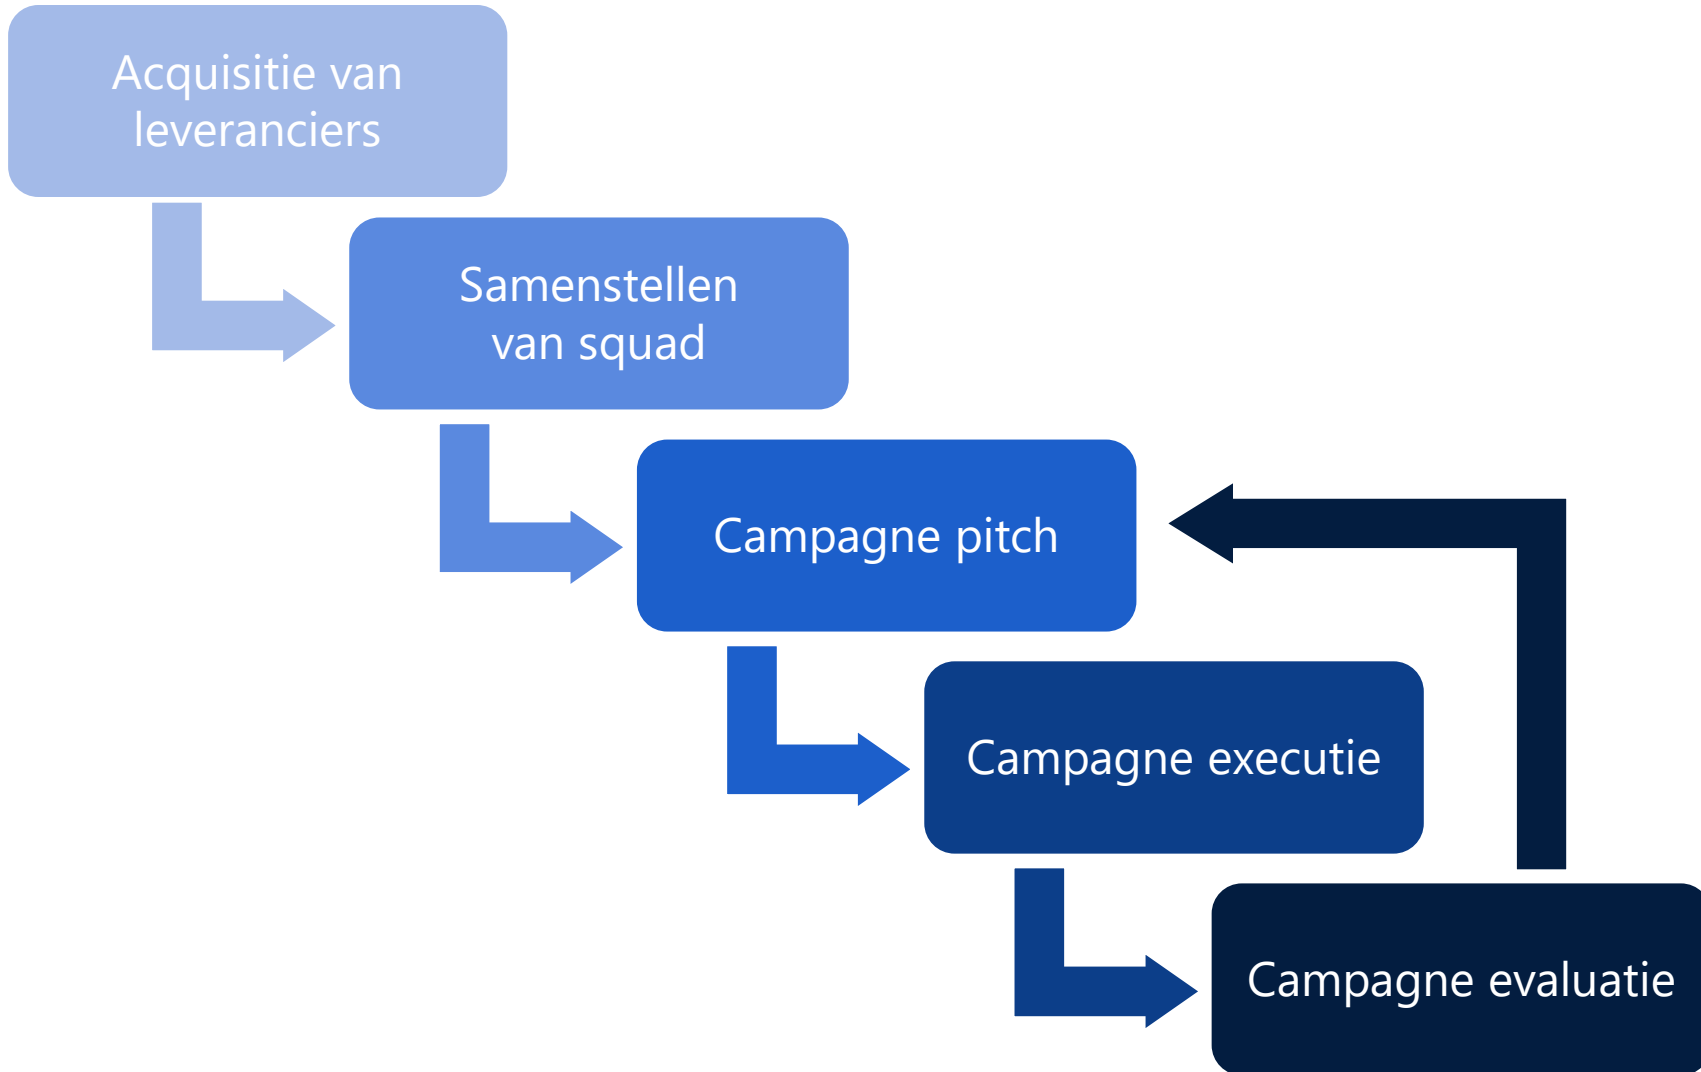 Acquisitie van
leveranciers
Samenstellen
van squad
Campagne pitch
Campagne executie
Campagne evaluatie